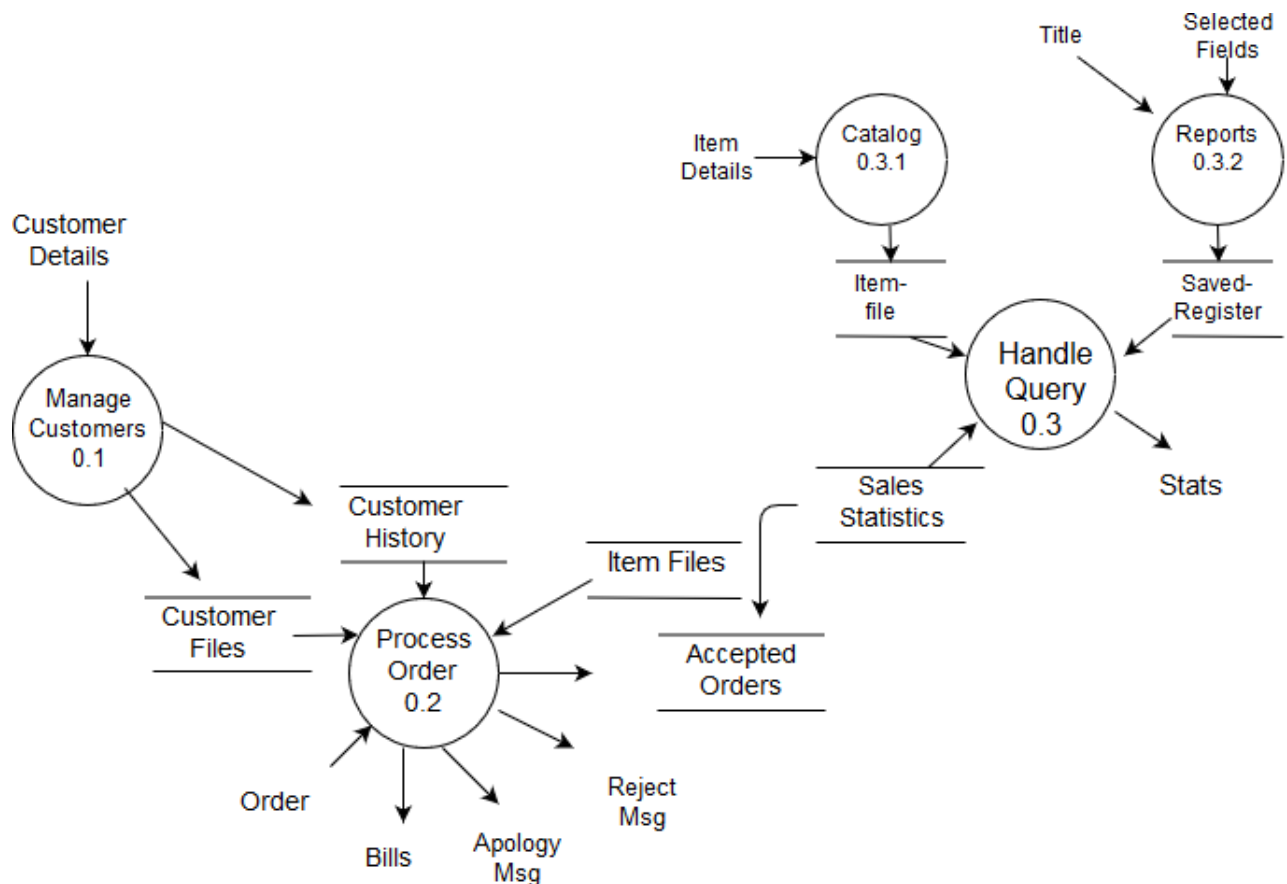 Title
Selected
Fields
Catalog
0.3.1
Reports
0.3.2
Item
Details
Customer
Details
Item-
file
Saved-
Register
Handle
Query
0.3
Manage
Customers
0.1
Sales
Statistics
Stats
Customer
History
Item Files
Customer
Files
Process
Order
0.2
Accepted
Orders
Order
Reject
Msg
Bills
Apology
Msg